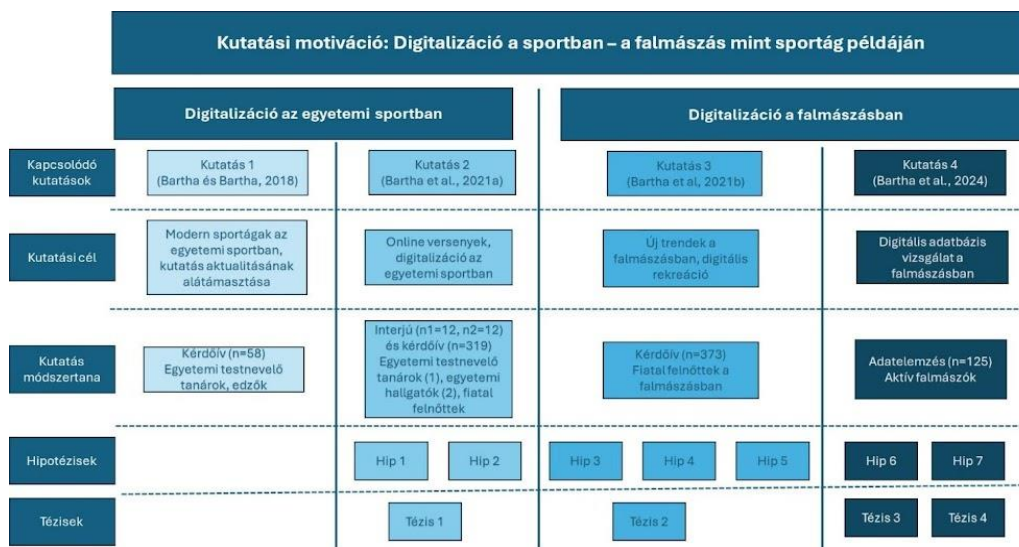 Kutatási motiváció: Digitalizáció a sportban – a falmászás mint sportág példáján
Digitalizáció az egyetemi sportban
Digitalizáció a falmászásban
Kapcsolódó
kutatások
Kutatás 1
(Bartha és Bartha, 2018)
Kutatás 2
(Bartha et al., 2021a)
Kutatás 3
(Bartha et al, 2021b)
Kutatás 4
(Bartha et al., 2024)
Kutatási cél
Modern sportágak az
egyetemi sportban,
kutatás aktualitásának
alátámasztása
Online versenyek,
digitalizáció az
egyetemi sportban
Új trendek a
falmászásban, digitális
rekreáció
Digitális adatbázis
vizsgálat a
falmászásban
Kutatás
módszertana
Kérdőív (n=58)
Egyetemi testnevelő
tanárok, edzők
Interjú (n1=12, n2=12)
és kérdőív (n=319)
Egyetemi testnevelő
tanárok (1), egyetemi
hallgatók (2), fiatal
felnőttek
Kérdőív (n=373)
Fiatal felnőttek a
falmászásban
Adatelemzés (n=125)
Aktív falmászók
Hipotézisek
Hip 1
Hip 2
Hip 3
Hip 4
Hip 5
Hip 6
Hip 7
Tézisek
Tézis 1
Tézis 2
Tézis 3
Tézis 4